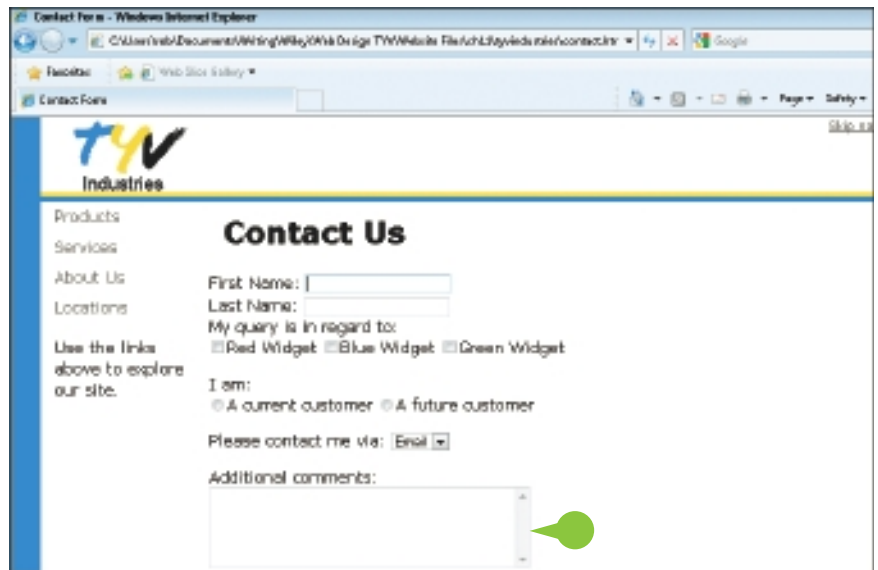 Contact Form - Windows Internet Explorer
Google
Favorites Web Slice Gallery
Contact Form Page Safety
Skip na
TYV
Industries
Products
Services
About Us
Locations
Use the links
above to explore
our site.
Contact Us
First Name:
Last Name:
My query is in regard to:
Red Widget Blue Widget Green Widget
I am:
A current customer A future customer
Please contact me via: Email
Additional comments: